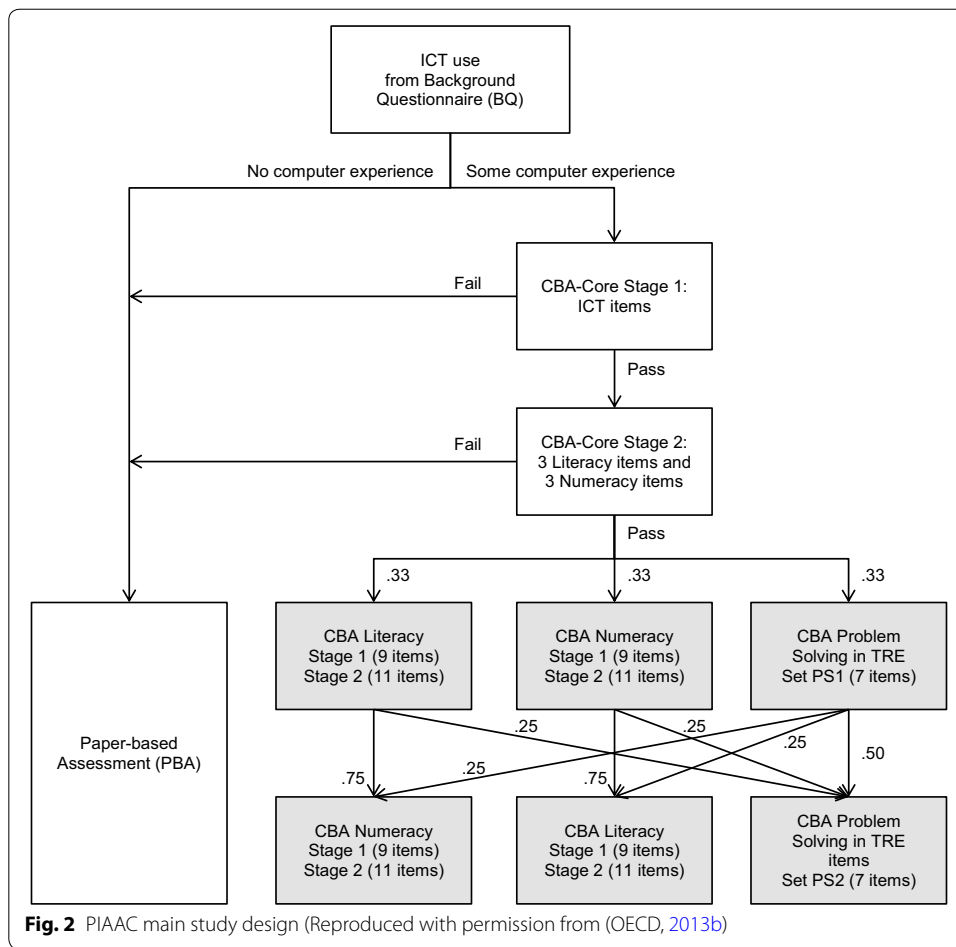 ICT use
from Background
Questionnaire (BQ)
No computer experience
Some computer experience
CBA-Core Stage 1:
ICT items
Fail
Pass
CBA-Core Stage 2:
3 Literacy items and
3 Numeracy items
Fail
Pass
.33
.33
.33
Paper-based
Assessment (PBA)
CBA Literacy
Stage 1 (9 items)
Stage 2 (11 items)
CBA Numeracy
Stage 1 (9 items)
Stage 2 (11 items)
CBA Problem
Solving in TRE
Set PS1 (7 items)
.25
.25
.25
.50
.75
.25
.75
CBA Numeracy
Stage 1 (9 items)
Stage 2 (11 items)
CBA Literacy
Stage 1 (9 items)
Stage 2 (11 items)
CBA Problem
Solving in TRE
items
Set PS2 (7 items)
Fig. 2 PIAAC main study design (Reproduced with permission from (OECD, 2013b)